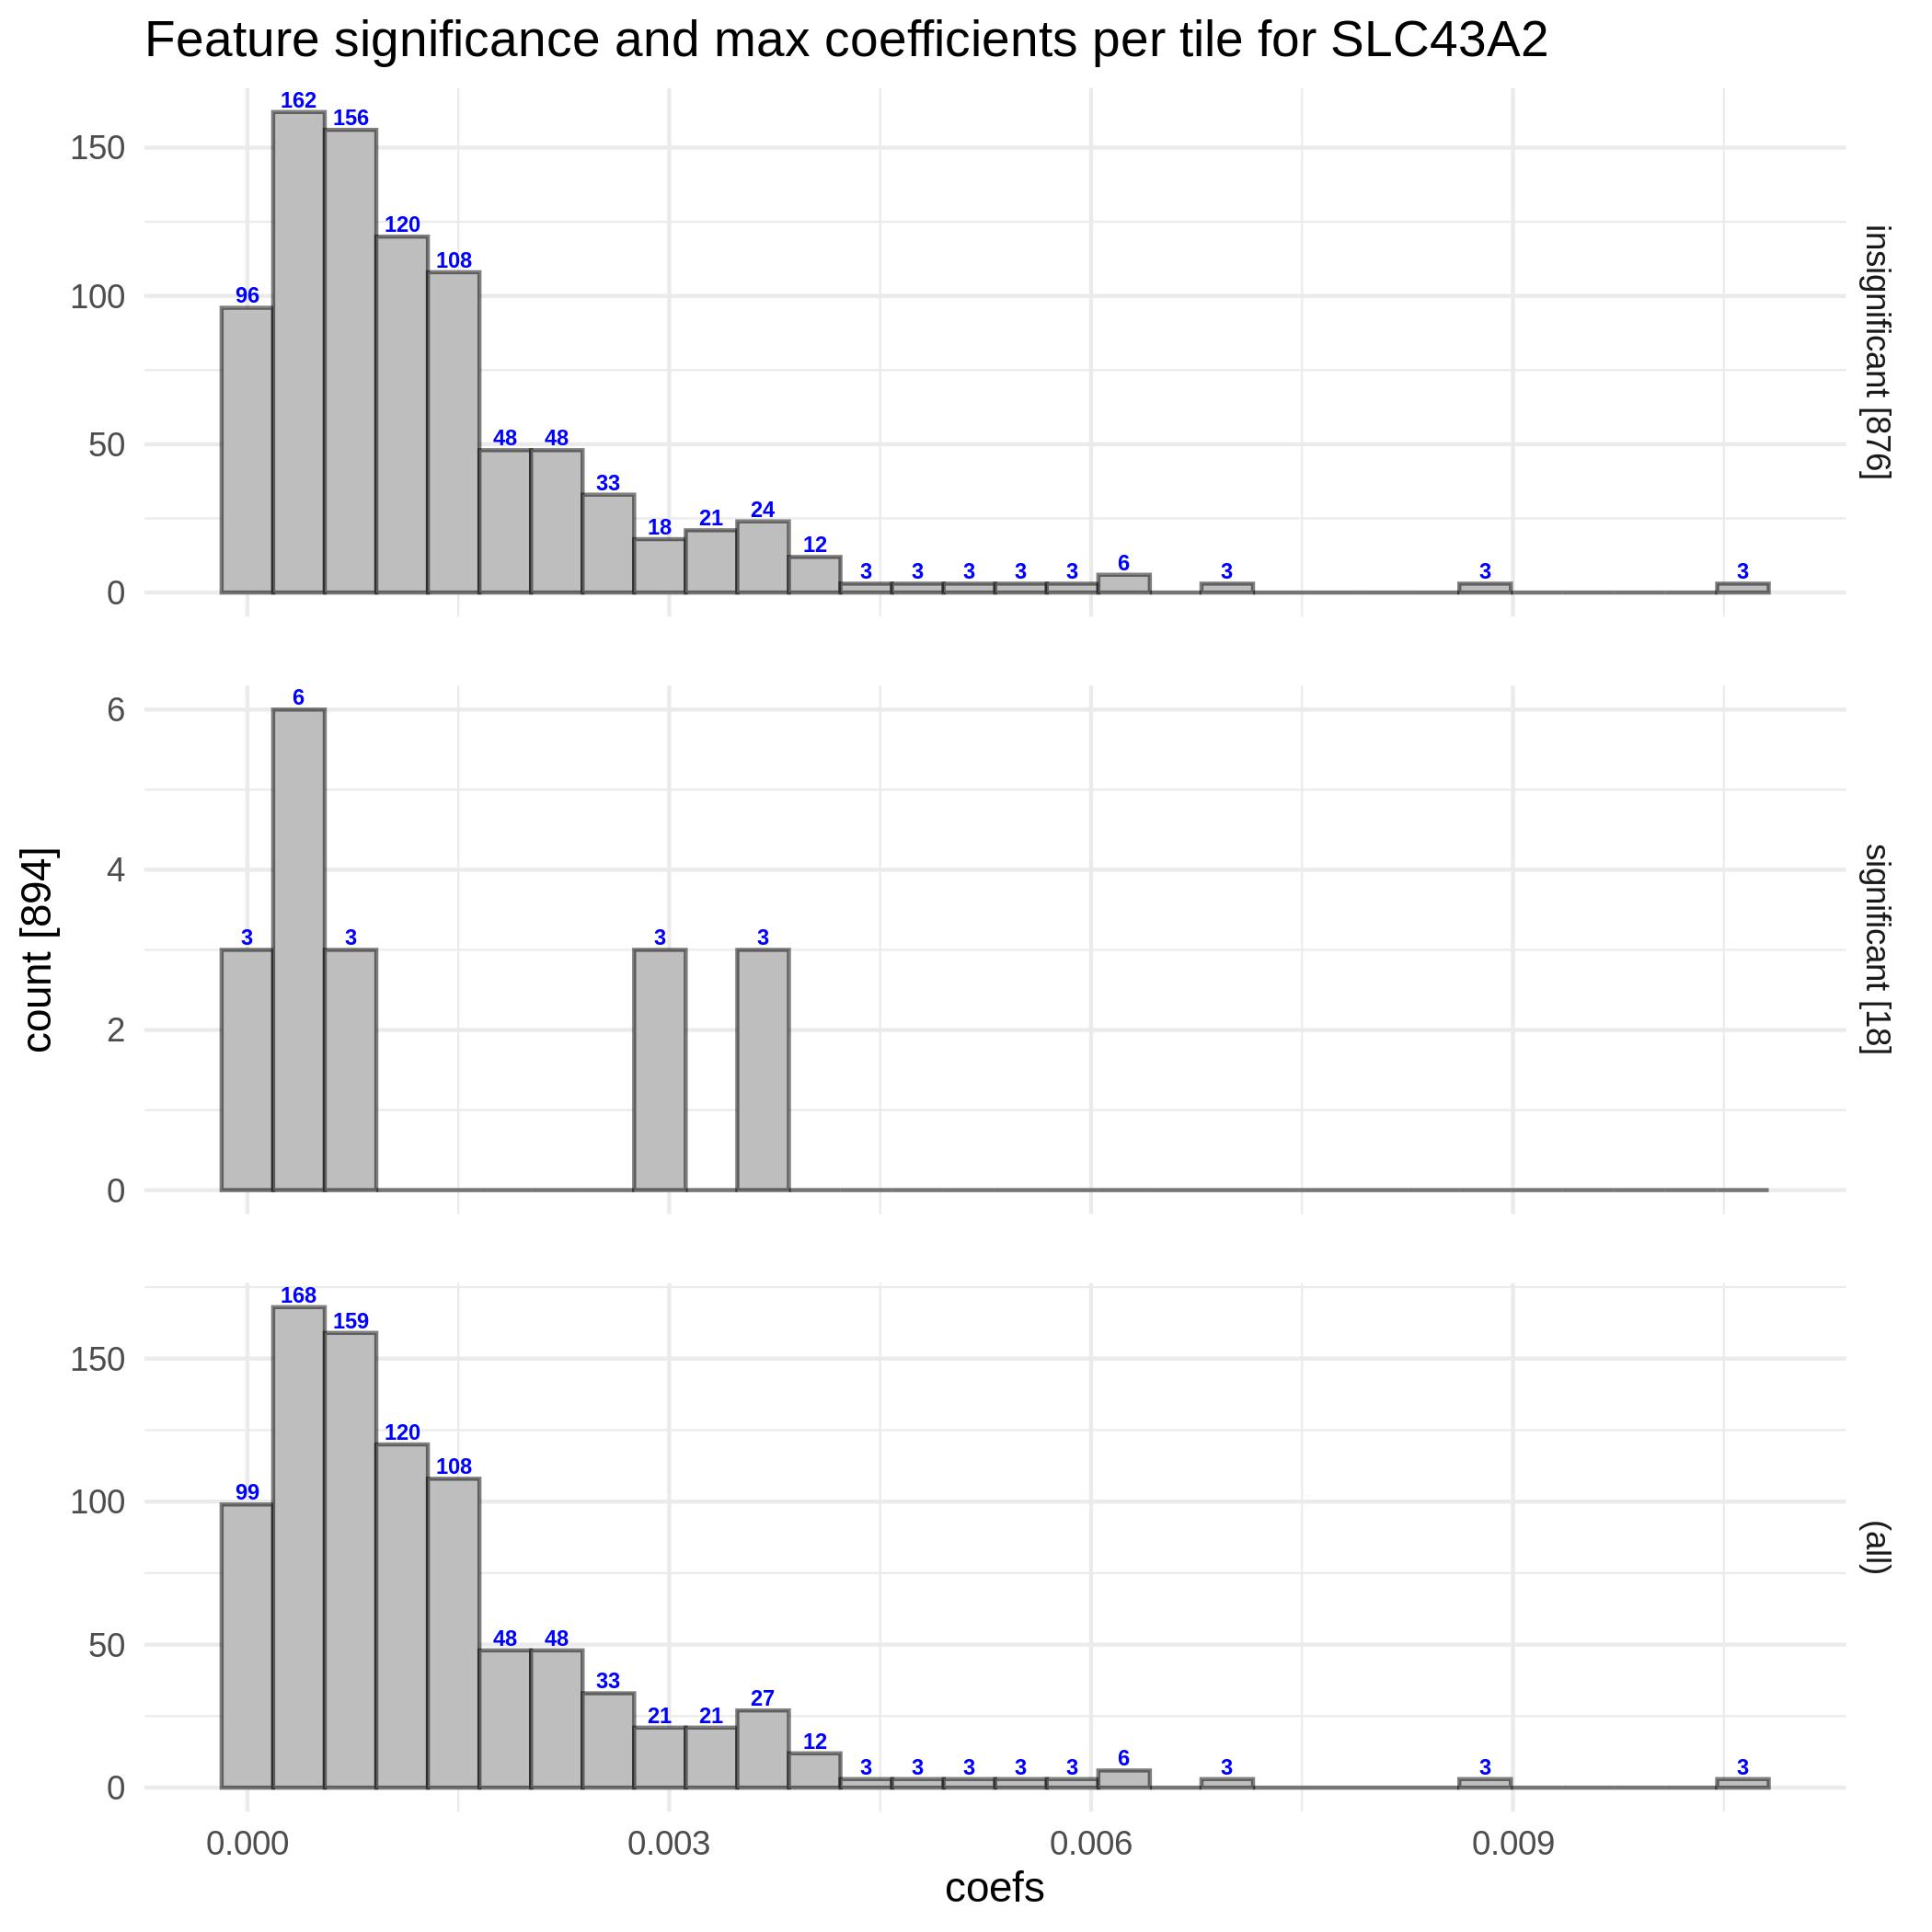 Feature significance and max coefficients per tile for SLC43A2
162
156
120
108
96
48 48
33
18 21 24
12
3 3 3 3 3 6 3 3 3
150
100
50
0
insignificant [876]
6
3 3 3 3
6
4
2
0
significant [18]
count [894]
168
159
120
108
99
48 48
33
21 21 27
12
3 3 3 3 3 6 3 3 3
150
100
50
0
(all)
0.000 0.003 0.006 0.009
coefs